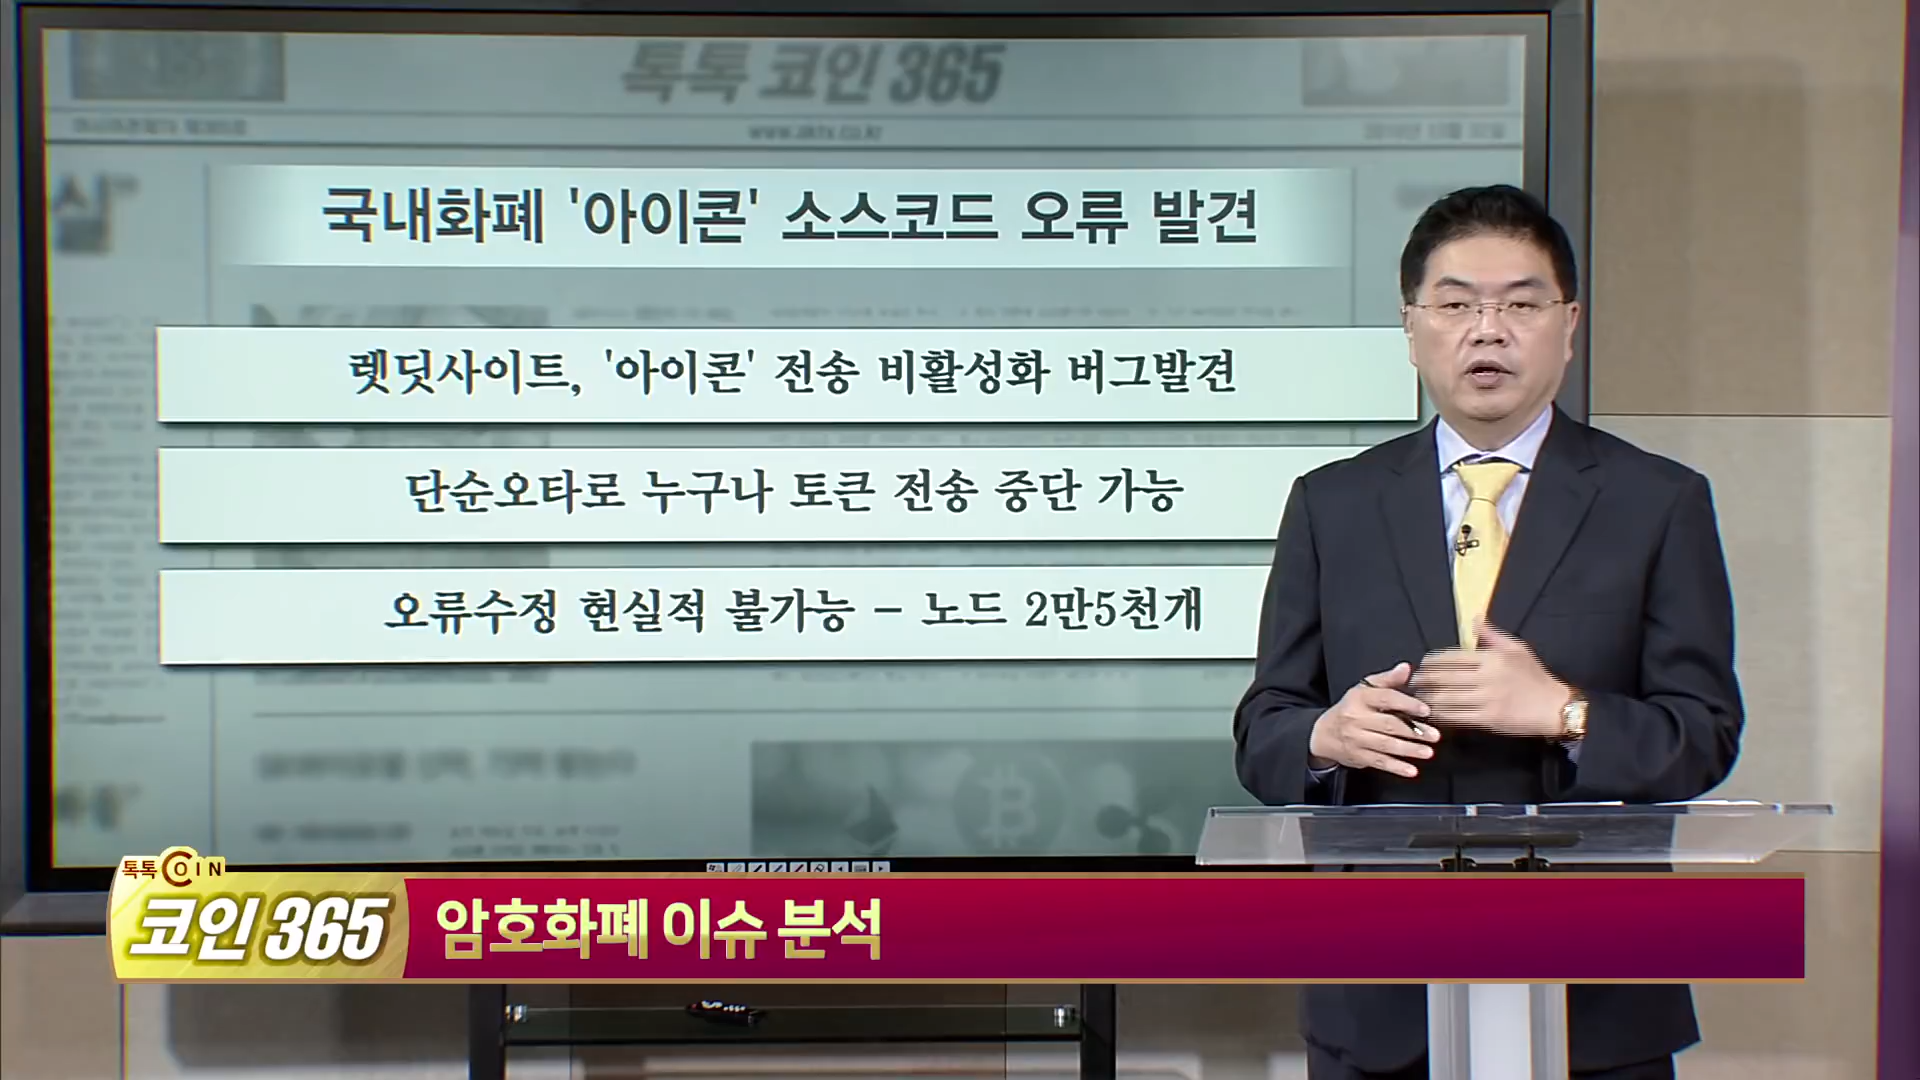 톡톡 코인 365
www.aktv.co.kr
국내화폐 '아이콘' 소스코드 오류 발견
렛딧사이트, '아이콘' 전송 비활성화 버그발견
단순오타로 누구나 토큰 전송 중단 가능
오류수정 현실적 불가능 - 노드 2만5천개
톡톡 COIN
코인 365
암호화폐 이슈 분석